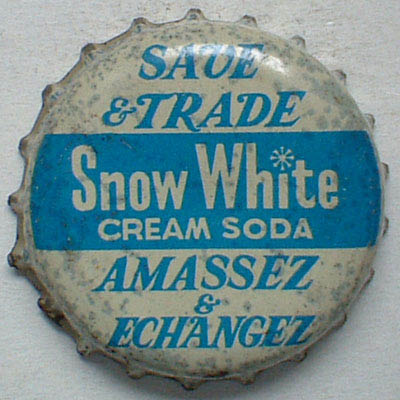 SAVE
& TRADE
Snow White
CREAM SODA
AMASSEZ
&
ECHANGEZ